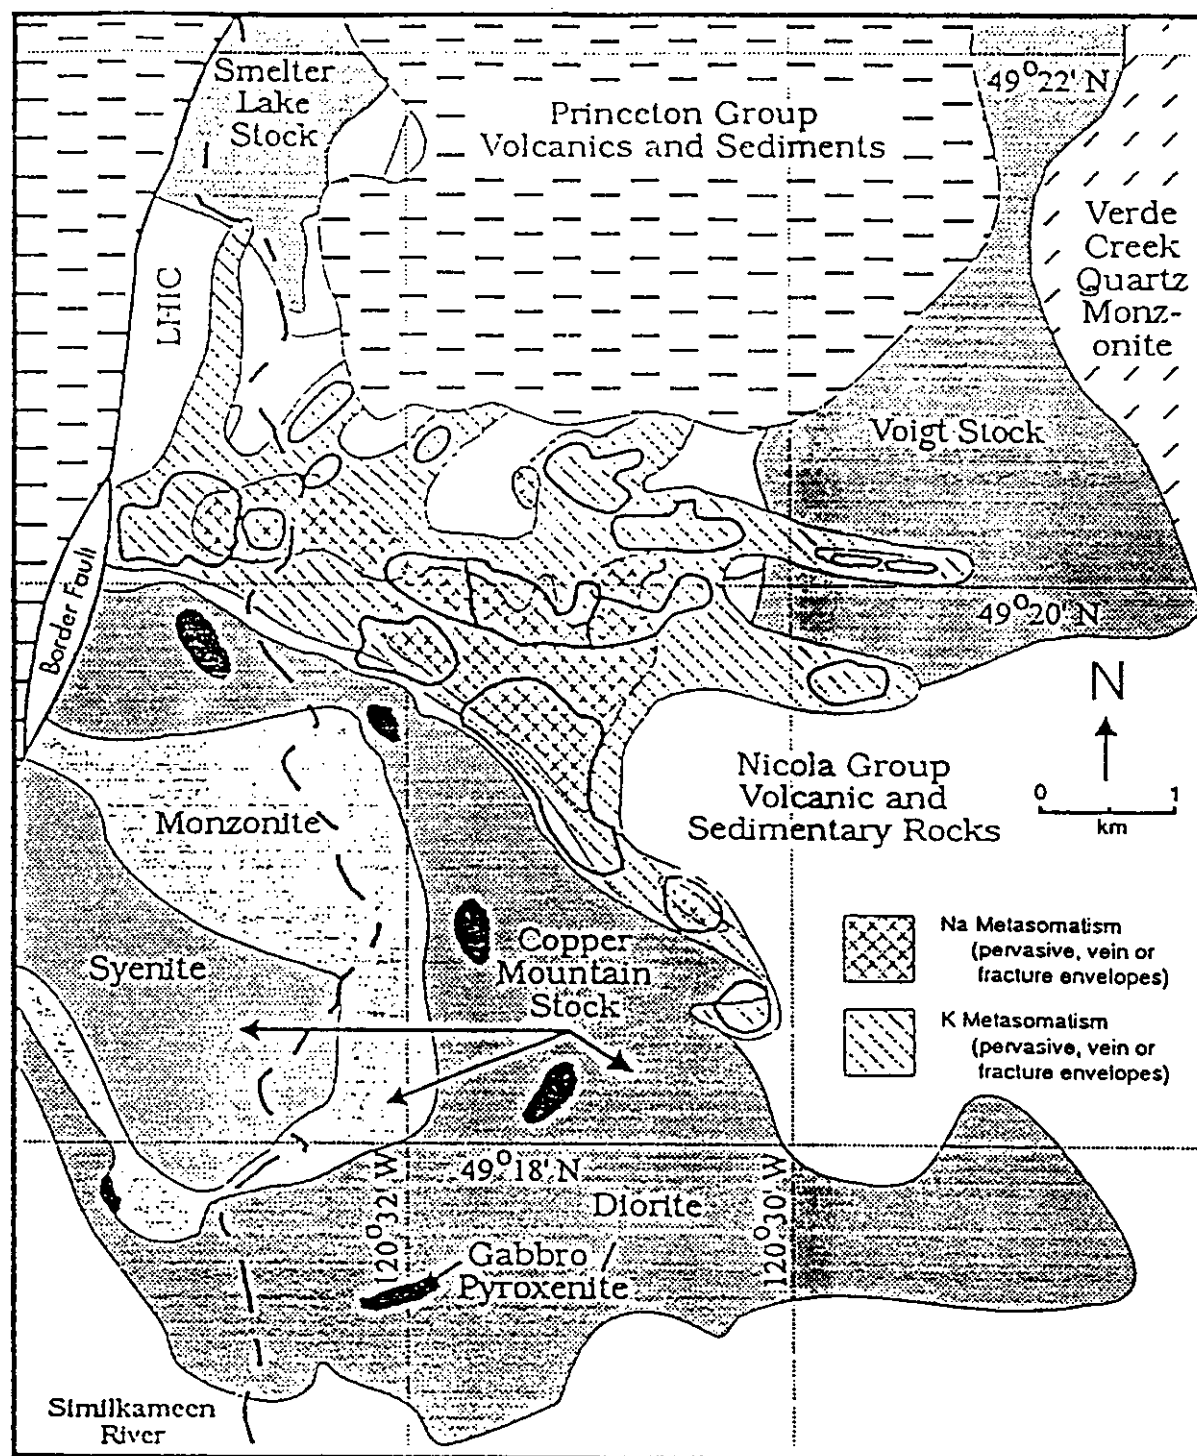 Smelter
Lake
Stock
Princeton Group
Volcanics and Sediments
49°22' N
Verde
Creek
Quartz
Monz-
onite
LHIC
Voigt Stock
49°20' N
Border Fault
N
0 1
km
Nicola Group
Volcanic and
Sedimentary Rocks
Monzonite
Na Metasomatism
(pervasive, vein or
fracture envelopes)
Syenite
Copper
Mountain
Stock
K Metasomatism
(pervasive, vein or
fracture envelopes)
49°18' N
120°32' W
120°30' W
Diorite
Gabbro
Pyroxenite
Similkameen
River